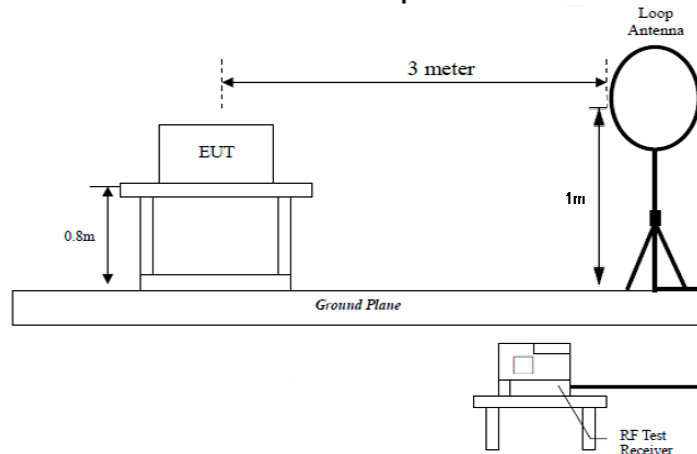 Loop
Antenna
3 meter
EUT
1m
0.8m
Ground Plane
RF Test
Receiver